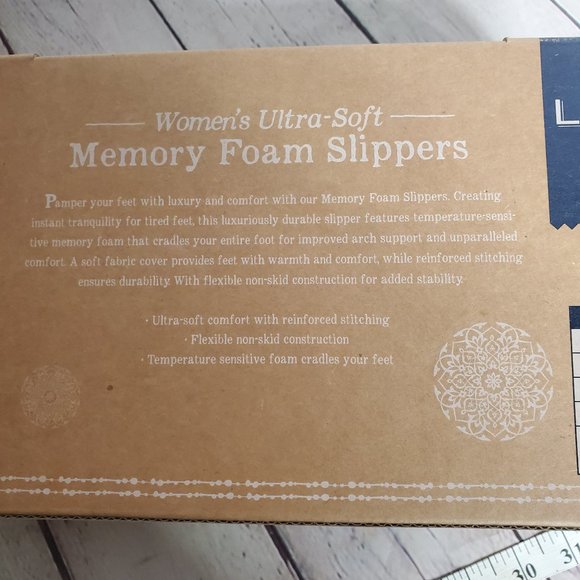 Women's Ultra-Soft
Memory Foam Slippers
Pamper your feet with luxury and comfort with our Memory Foam Slippers. Creating
instant tranquility for tired feet, this luxuriously durable slipper features temperature-sensi-
tive memory foam that cradles your entire foot for improved arch support and unparalleled
comfort. A soft fabric cover provides feet with warmth and comfort, while reinforced stitching
ensures durability. With flexible non-skid construction for added stability.
· Ultra-soft comfort with reinforced stitching
· Flexible non-skid construction
· Temperature sensitive foam cradles your feet
L
30 31